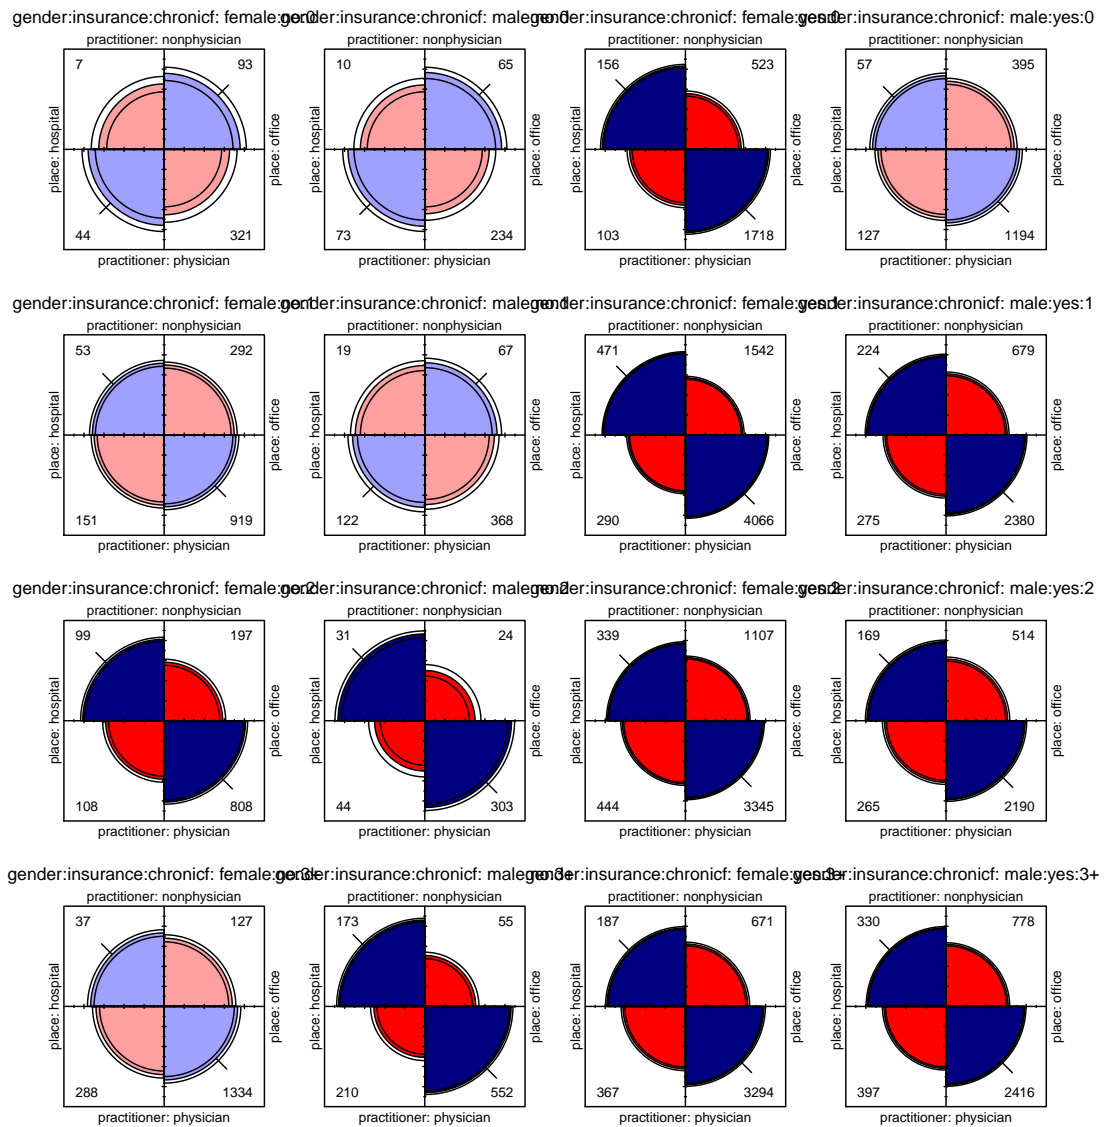 gender:insurance:chronicf: female:no:0
practitioner: nonphysician
7
93
place: hospital
place: office
44
321
practitioner: physician
gender:insurance:chronicf: male:no:0
practitioner: nonphysician
10
65
place: hospital
place: office
73
234
practitioner: physician
gender:insurance:chronicf: female:yes:0
practitioner: nonphysician
156
523
place: hospital
place: office
103
1718
practitioner: physician
gender:insurance:chronicf: male:yes:0
practitioner: nonphysician
57
395
place: hospital
place: office
127
1194
practitioner: physician
gender:insurance:chronicf: female:no:1
practitioner: nonphysician
53
292
place: hospital
place: office
151
919
practitioner: physician
gender:insurance:chronicf: male:no:1
practitioner: nonphysician
19
67
place: hospital
place: office
122
368
practitioner: physician
gender:insurance:chronicf: female:yes:1
practitioner: nonphysician
471
1542
place: hospital
place: office
290
4066
practitioner: physician
gender:insurance:chronicf: male:yes:1
practitioner: nonphysician
224
679
place: hospital
place: office
275
2380
practitioner: physician
gender:insurance:chronicf: female:no:2
practitioner: nonphysician
99
197
place: hospital
place: office
108
808
practitioner: physician
gender:insurance:chronicf: male:no:2
practitioner: nonphysician
31
24
place: hospital
place: office
44
303
practitioner: physician
gender:insurance:chronicf: female:yes:2
practitioner: nonphysician
339
1107
place: hospital
place: office
444
3345
practitioner: physician
gender:insurance:chronicf: male:yes:2
practitioner: nonphysician
169
514
place: hospital
place: office
265
2190
practitioner: physician
gender:insurance:chronicf: female:no:3+
practitioner: nonphysician
37
127
place: hospital
place: office
288
1334
practitioner: physician
gender:insurance:chronicf: male:no:3+
practitioner: nonphysician
173
55
place: hospital
place: office
210
552
practitioner: physician
gender:insurance:chronicf: female:yes:3+
practitioner: nonphysician
187
671
place: hospital
place: office
367
3294
practitioner: physician
gender:insurance:chronicf: male:yes:3+
practitioner: nonphysician
330
778
place: hospital
place: office
397
2416
practitioner: physician